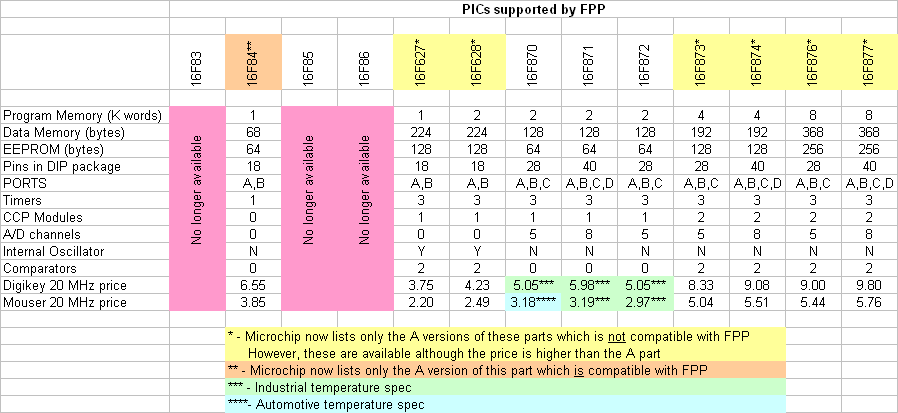 PICs supported by FPP
16F83 16F84** 16F85 16F86 16F627* 16F628* 16F870 16F871 16F872 16F873* 16F874* 16F876* 16F877*
No longer available No longer available No longer available
Program Memory (K words) 1 1 2 2 2 2 4 4 8 8
Data Memory (bytes) 68 224 224 128 128 128 192 192 368 368
EEPROM (bytes) 64 128 128 64 64 64 128 128 256 256
Pins in DIP package 18 18 18 28 40 28 28 40 28 40
PORTS A,B A,B A,B A,B,C A,B,C,D A,B,C A,B,C A,B,C,D A,B,C A,B,C,D
Timers 1 3 3 3 3 3 3 3 3 3
CCP Modules 0 1 1 1 1 1 2 2 2 2
A/D channels 0 0 0 5 8 5 5 8 5 8
Internal Oscillator N Y Y N N N N N N N
Comparators 0 2 2 0 0 0 2 2 2 2
Digikey 20 MHz price 6.55 3.75 4.23 5.05*** 5.98*** 5.05*** 8.33 9.08 9.00 9.80
Mouser 20 MHz price 3.85 2.20 2.49 3.18**** 3.19*** 2.97*** 5.04 5.51 5.44 5.76
* - Microchip now lists only the A versions of these parts which is not compatible with FPP
However, these are available although the price is higher than the A part
** - Microchip now lists only the A version of this part which is compatible with FPP
*** - Industrial temperature spec
****- Automotive temperature spec